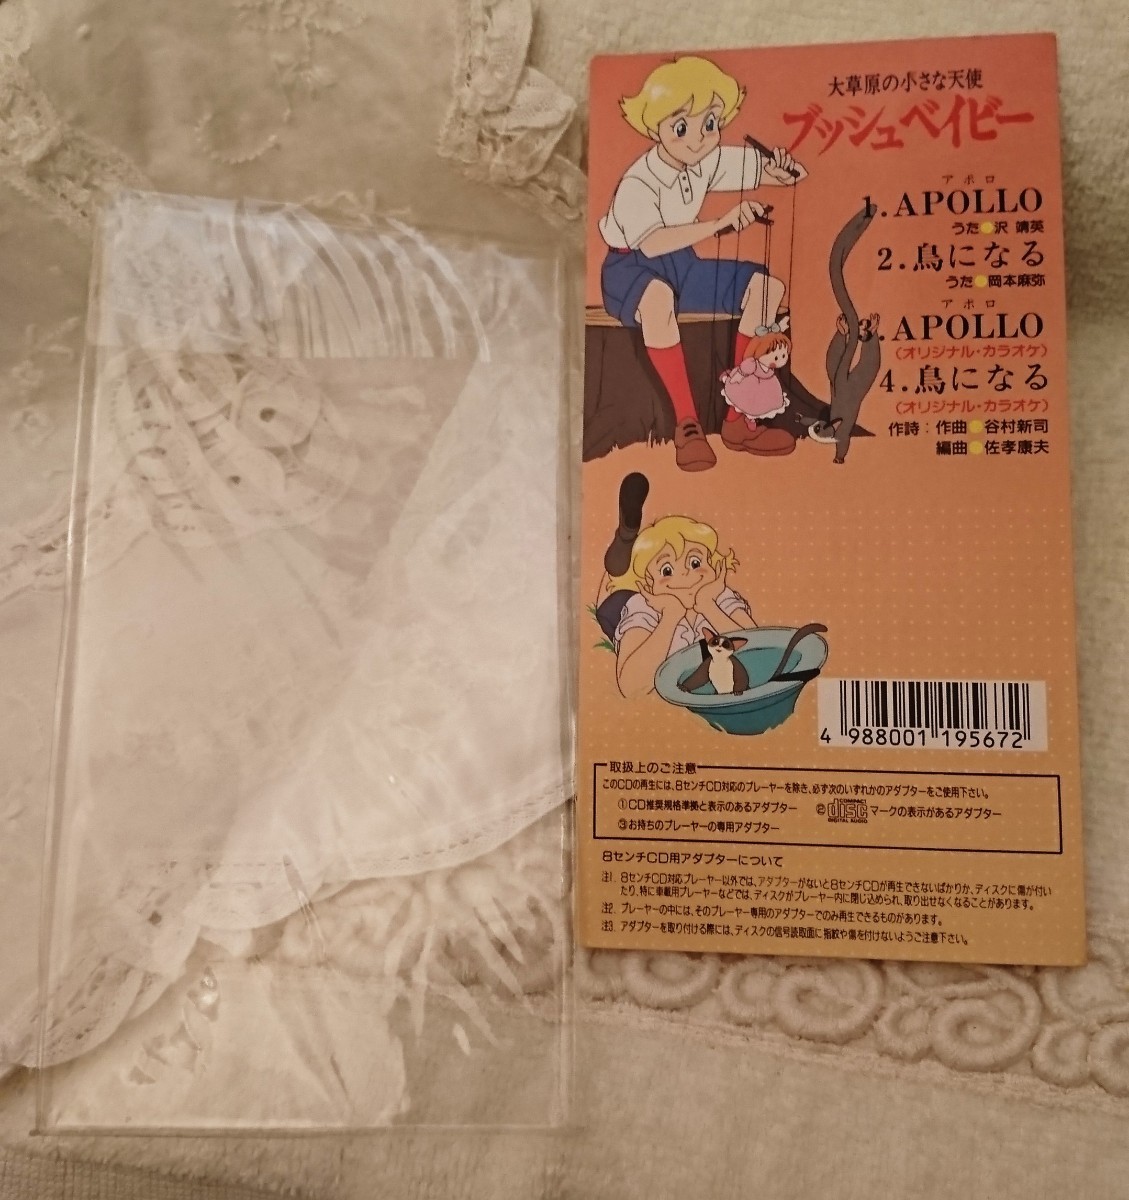 大草原の小さな天使
ブッシュベイビー
アポロ
1.APOLLO
うた●沢 靖英
2.鳥になる
うた●岡本麻弥
アポロ
3.APOLLO
(オリジナル・カラオケ)
4.鳥になる
(オリジナル・カラオケ)
作詩:作曲●谷村新司
編曲●佐孝康夫
4 988001 195672
取扱上のご注意
このCDの再生には、8センチCD対応のプレーヤーを除き、必ず次のいずれかのアダプターをご使用下さい。
①CD推奨規格準拠と表示のあるアダプター ②COMPACT disc DIGITAL AUDIO マークの表示があるアダプター
③お持ちのプレーヤーの専用アダプター
8センチCD用アダプターについて
注1. 8センチCD対応プレーヤー以外では、アダプターがないと8センチCDが再生できないばかりか、ディスクに傷が付い
たり、特に車載用プレーヤーなどでは、ディスクがプレーヤー内に閉じ込められ、取り出せなくなることがあります。
注2. プレーヤーの中には、そのプレーヤー専用のアダプターでのみ再生できるものがあります。
注3. アダプターを取り付ける際には、ディスクの信号読取面に指紋や傷を付けないようご注意下さい。